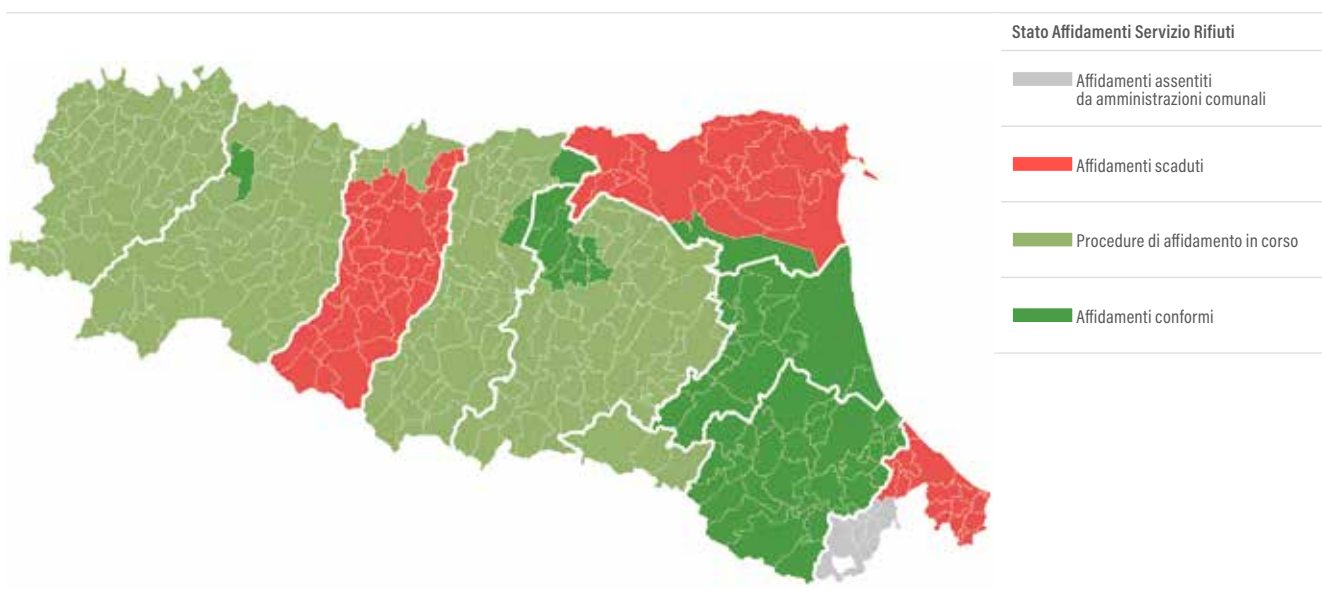 Stato Affidamenti Servizio Rifiuti
Affidamenti assentiti
da amministrazioni comunali
Affidamenti scaduti
Procedure di affidamento in corso
Affidamenti conformi